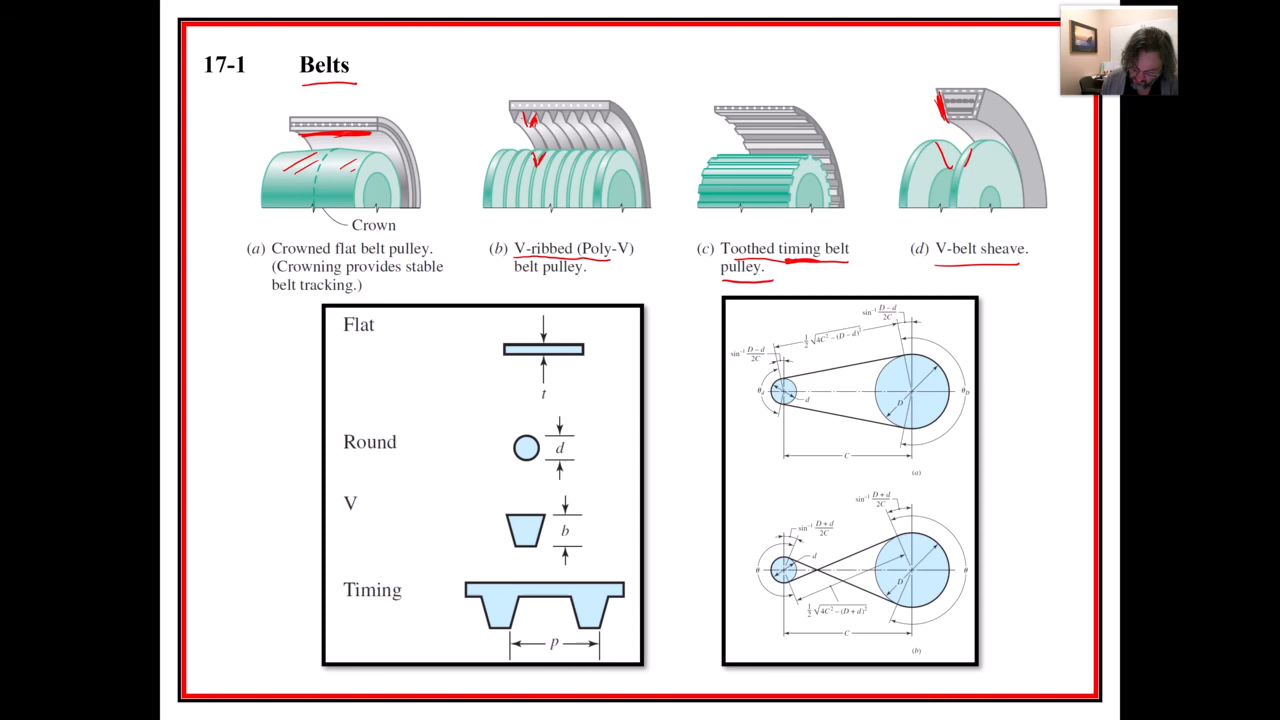 17-1 Belts
Crown
(a) Crowned flat belt pulley.
(Crowning provides stable
belt tracking.)
(b) V-ribbed (Poly-V)
belt pulley.
(c) Toothed timing belt
pulley.
(d) V-belt sheave.
Flat
t
Round
d
V
b
Timing
p
sin⁻¹ D – d / 2C
½ √4C² – (D – d)²
sin⁻¹ D – d / 2C
θd
d
D
θD
C
(a)
sin⁻¹ D + d / 2C
sin⁻¹ D + d / 2C
d
θ
D
θ
½ √4C² – (D + d)²
C
(b)